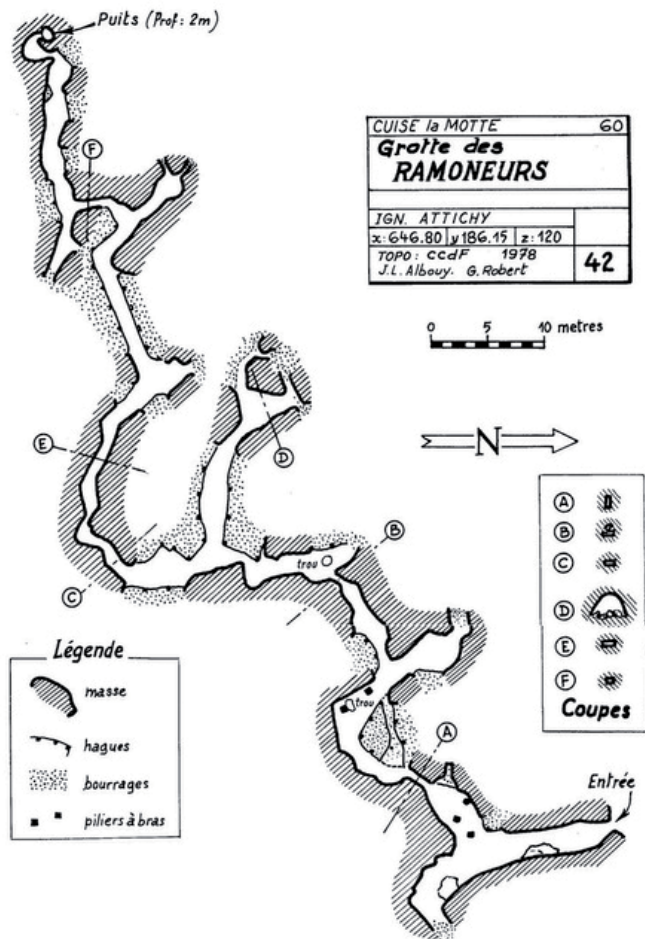 Puits (Prof: 2m)
CUISE la MOTTE 60
Grotte des
RAMONEURS
IGN. ATTICHY
x:646.80 y 186.15 z:120
TOPO: ccdF 1978
J.L. Albouy. G. Robert
42
0 5 10 metres
N
F
E
D
C
B
trou
trou
A
Entrée
A
B
C
D
E
F
Coupes
Légende
masse
hagues
bourrages
piliers à bras